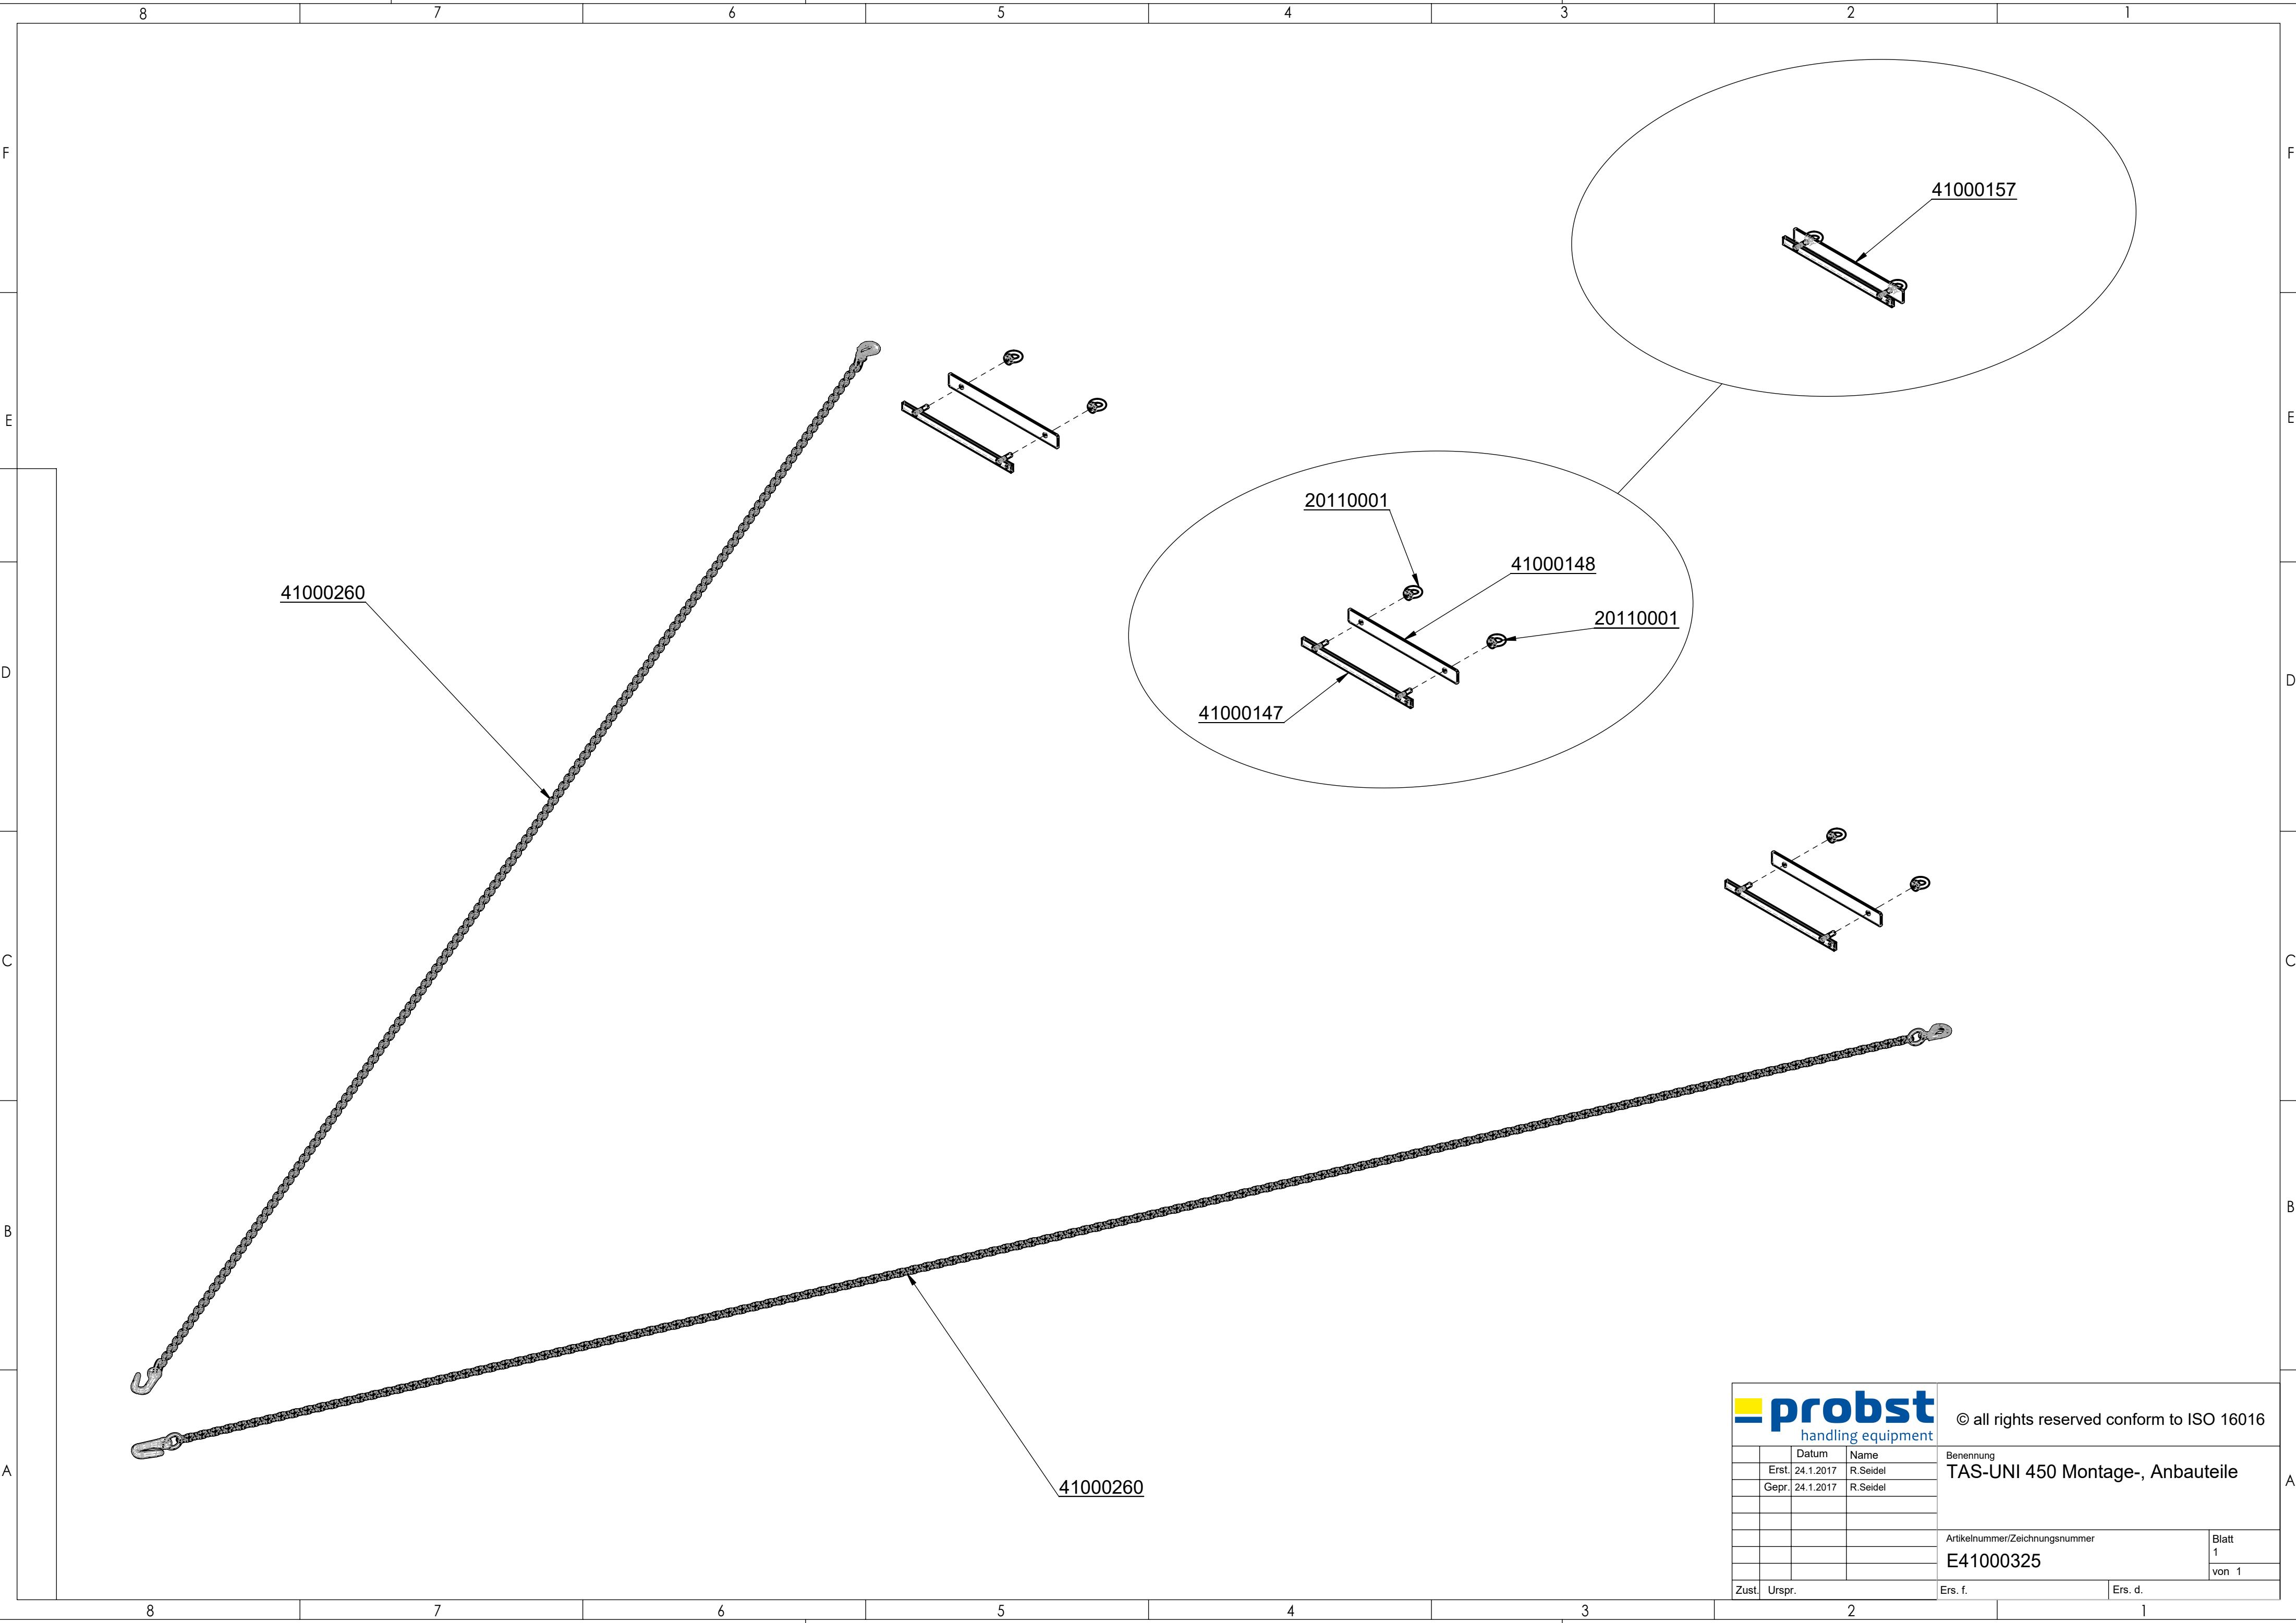 8 7 6 5 4 3 2 1
F F
41000157
E E
20110001
41000148
41000260
20110001
D D
41000147
C C
B B
41000260
A A
probst
handling equipment
© all rights reserved conform to ISO 16016
Datum Name
Erst. 24.1.2017 R.Seidel
Gepr. 24.1.2017 R.Seidel
Benennung
TAS-UNI 450 Montage-, Anbauteile
Artikelnummer/Zeichnungsnummer
E41000325
Blatt
1
von 1
Zust. Urspr. Ers. f. Ers. d.
8 7 6 5 4 3 2 1